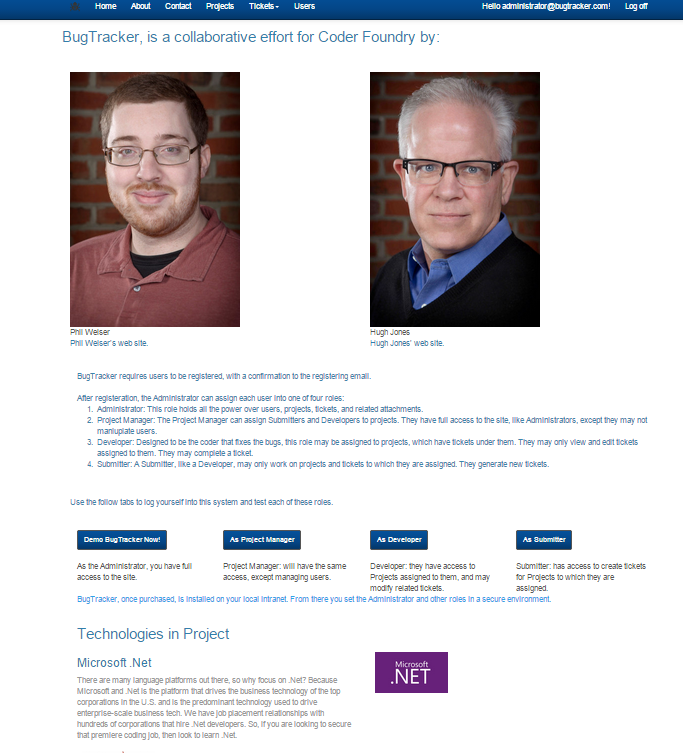 Home About Contact Projects Tickets Users Hello administrator@bugtracker.com! Log off
BugTracker, is a collaborative effort for Coder Foundry by:
Phil Welser Hugh Jones
Phil Welser's web site. Hugh Jones' web site.
BugTracker requires users to be registered, with a confirmation to the registering email.
After registeration, the Administrator can assign each user into one of four roles:
1. Administrator: This role holds all the power over users, projects, tickets, and related attachments.
2. Project Manager: The Project Manager can assign Submitters and Developers to projects. They have full access to the site, like Administrators, except they may not
maniuplate users.
3. Developer: Designed to be the coder that fixes the bugs, this role may be assigned to projects, which have tickets under them. They may only view and edit tickets
assigned to them. They may complete a ticket.
4. Submitter: A Submitter, like a Developer, may only work on projects and tickets to which they are assigned. They generate new tickets.
Use the follow tabs to log yourself into this system and test each of these roles.
Demo BugTracker Now! As Project Manager As Developer As Submitter
As the Administrator, you have full
access to the site.
Project Manager: will have the same
access, except managing users.
Developer: they have access to
Projects assigned to them, and may
modify related tickets.
Submitter: has access to create tickets
for Projects to which they are
assigned.
BugTracker, once purchased, is installed on your local intranet. From there you set the Administrator and other roles in a secure environment.
Technologies in Project
Microsoft .Net
There are many language platforms out there, so why focus on .Net? Because
Microsoft and .Net is the platform that drives the business technology of the top
corporations in the U.S. and is the predominant technology used to drive
enterprise-scale business tech. We have job placement relationships with
hundreds of corporations that hire .Net developers. So, if you are looking to secure
that premiere coding job, then look to learn .Net.
Microsoft
.NET